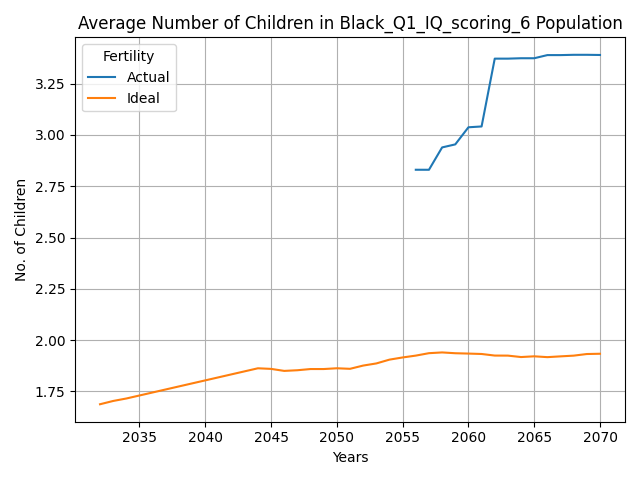 Average Number of Children in Black_Q1_IQ_scoring_6 Population
Fertility
Actual
Ideal
3.25
3.00
2.75
2.50
2.25
2.00
1.75
No. of Children
2035 2040 2045 2050 2055 2060 2065 2070
Years